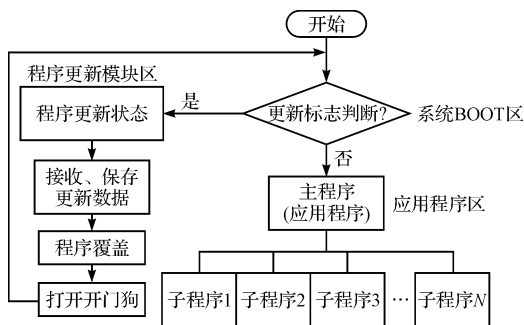 开始
程序更新模块区
程序更新状态
是
更新标志判断?
系统BOOT区
否
接收、保存
更新数据
主程序
(应用程序)
应用程序区
程序覆盖
打开开门狗
子程序1
子程序2
子程序3
…
子程序N